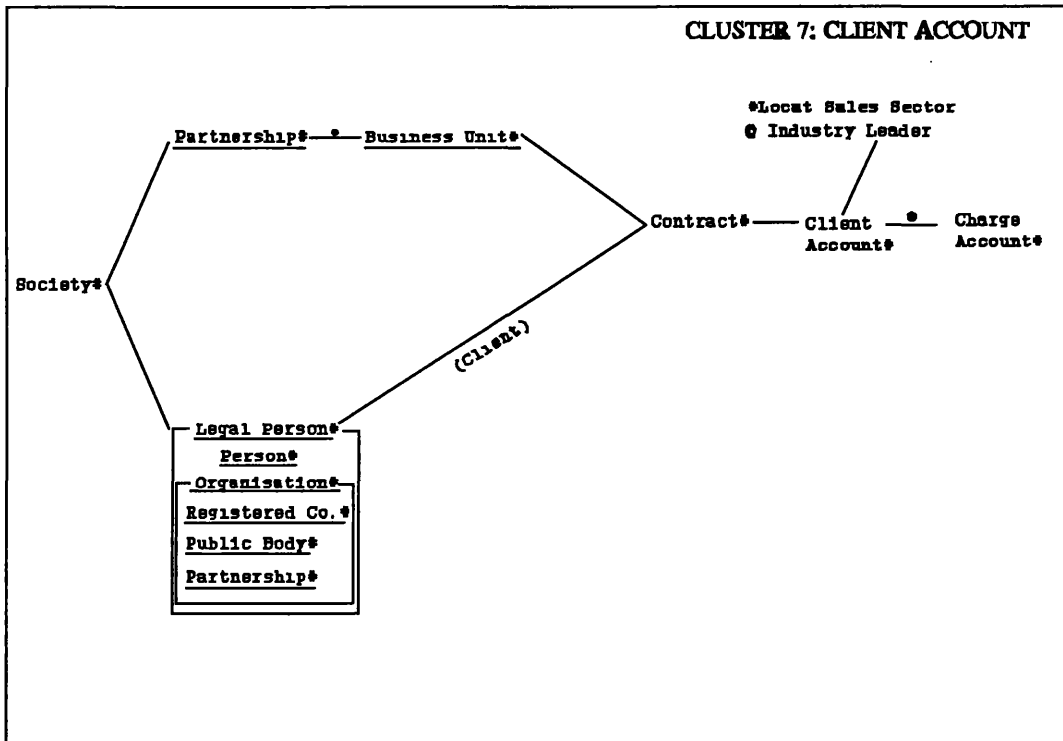 CLUSTER 7: CLIENT ACCOUNT
#Locat Sales Sector
@ Industry Leader
Partnership#
Business Unit#
Contract#
Client
Account#
Charge
Account#
Society#
(Client)
Legal Person#
Person#
Organisation#
Registered Co.#
Public Body#
Partnership#